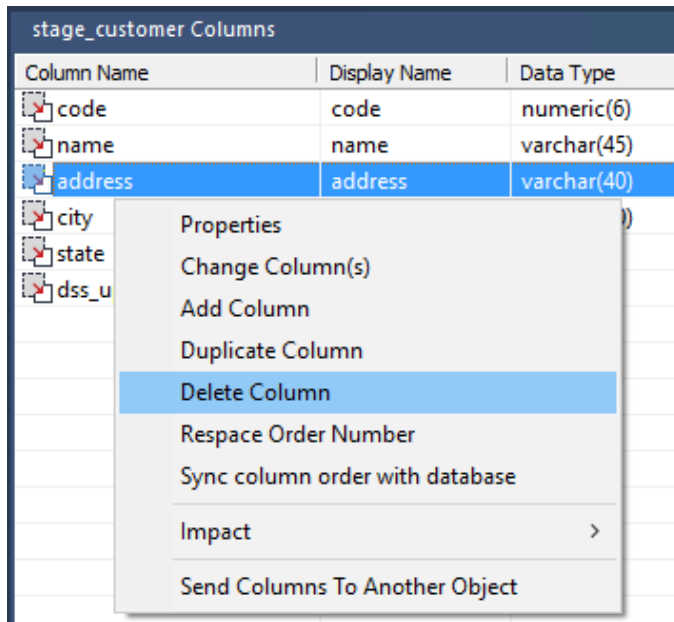 stage_customer Columns
Column Name Display Name Data Type
code code numeric(6)
name name varchar(45)
address address varchar(40)
city
state
Properties
Change Column(s)
Add Column
Duplicate Column
Delete Column
Respace Order Number
Sync column order with database
Impact
Send Columns To Another Object